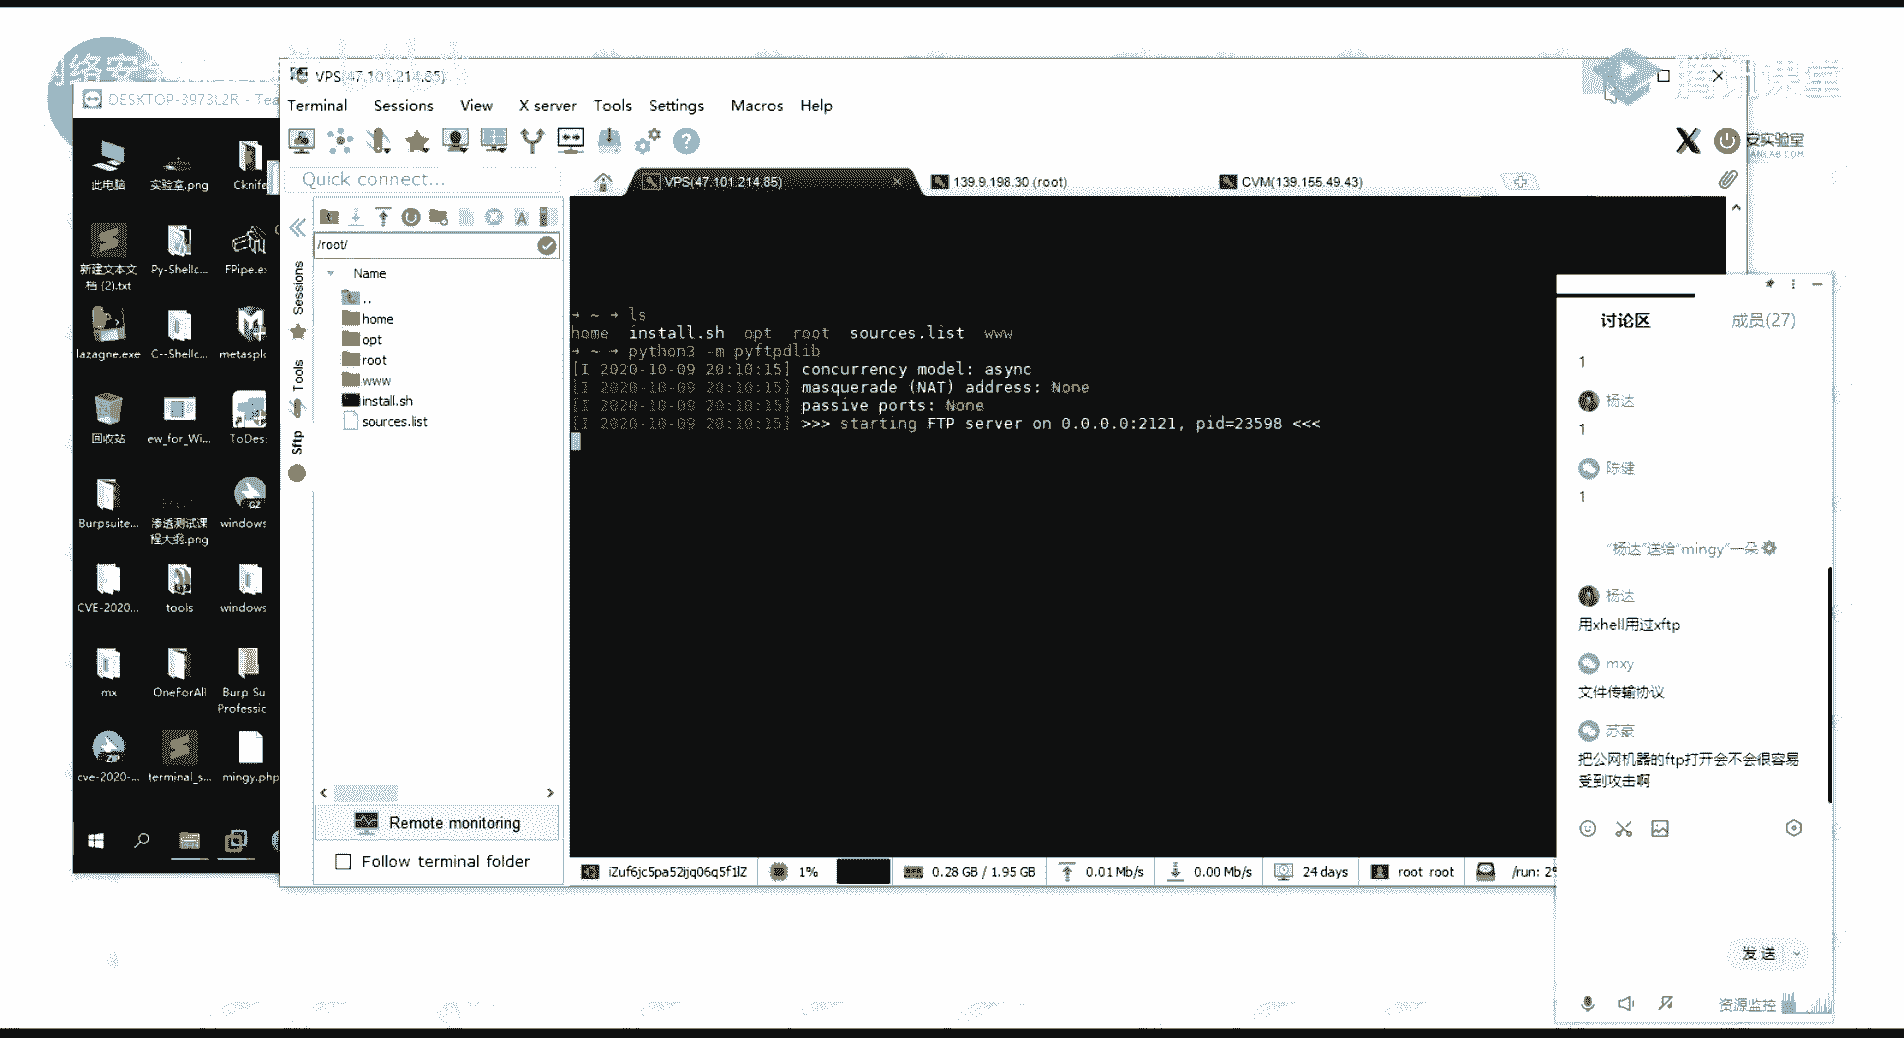 络安
腾讯课堂
安实验室
ANLAB.COM
DESKTOP-3973L2R - Tea
此电脑
实验室.png
Cknife
新建文本文
档 (2).txt
Py-Shellc...
FPipe.e
lazagne.exe
C--Shellc...
metasplo
回收站
ew_for_Wi...
ToDes
Burpsuite...
渗透测试课
程大纲.png
windows
CVE-2020...
tools
windows
mx
OneForAll
Burp Su
Professic
cve-2020-...
terminal_s...
mingy.php
VPS(47.101.214.85)
Terminal Sessions View X server Tools Settings Macros Help
Quick connect...
VPS(47.101.214.85)
139.9.198.30 (root)
CVM(139.155.49.43)
Sessions
Tools
Sftp
/root/
Name
..
home
opt
root
www
install.sh
sources.list
Remote monitoring
Follow terminal folder
→ ~ → ls
home install.sh opt root sources.list www
→ ~ → python3 -m pyftpdlib
[I 2020-10-09 20:10:15] concurrency model: async
[I 2020-10-09 20:10:15] masquerade (NAT) address: None
[I 2020-10-09 20:10:15] passive ports: None
[I 2020-10-09 20:10:15] >>> starting FTP server on 0.0.0.0:2121, pid=23598 <<<
1%
0.28 GB / 1.95 GB
0.01 Mb/s
0.00 Mb/s
24 days
root root
/run: 2%
讨论区
成员(27)
1
杨达
1
陈健
1
“杨达”送给“mingy”一朵
杨达
用xhell用过xftp
mxy
文件传输协议
苏豪
把公网机器的ftp打开会不会很容易
受到攻击啊
发送
资源监控